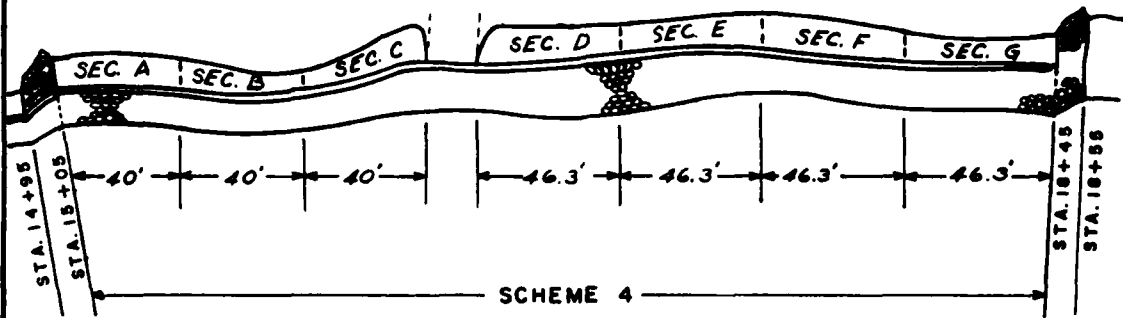 SEC. A
SEC. B
SEC. C
SEC. D
SEC. E
SEC. F
SEC. G
40'
40'
40'
46.3'
46.3'
46.3'
46.3'
STA. 14+95
STA. 15+05
STA. 18+45
STA. 18+55
SCHEME 4